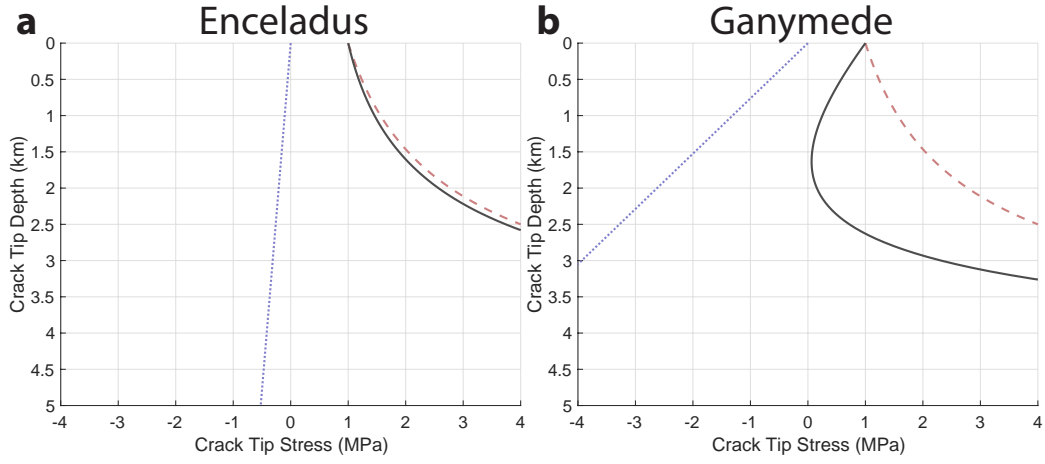 a Enceladus
0
0.5
1
1.5
2
2.5
3
3.5
4
4.5
5
Crack Tip Depth (km)
-4 -3 -2 -1 0 1 2 3 4
Crack Tip Stress (MPa)
b Ganymede
0
0.5
1
1.5
2
2.5
3
3.5
4
4.5
5
Crack Tip Depth (km)
-4 -3 -2 -1 0 1 2 3 4
Crack Tip Stress (MPa)